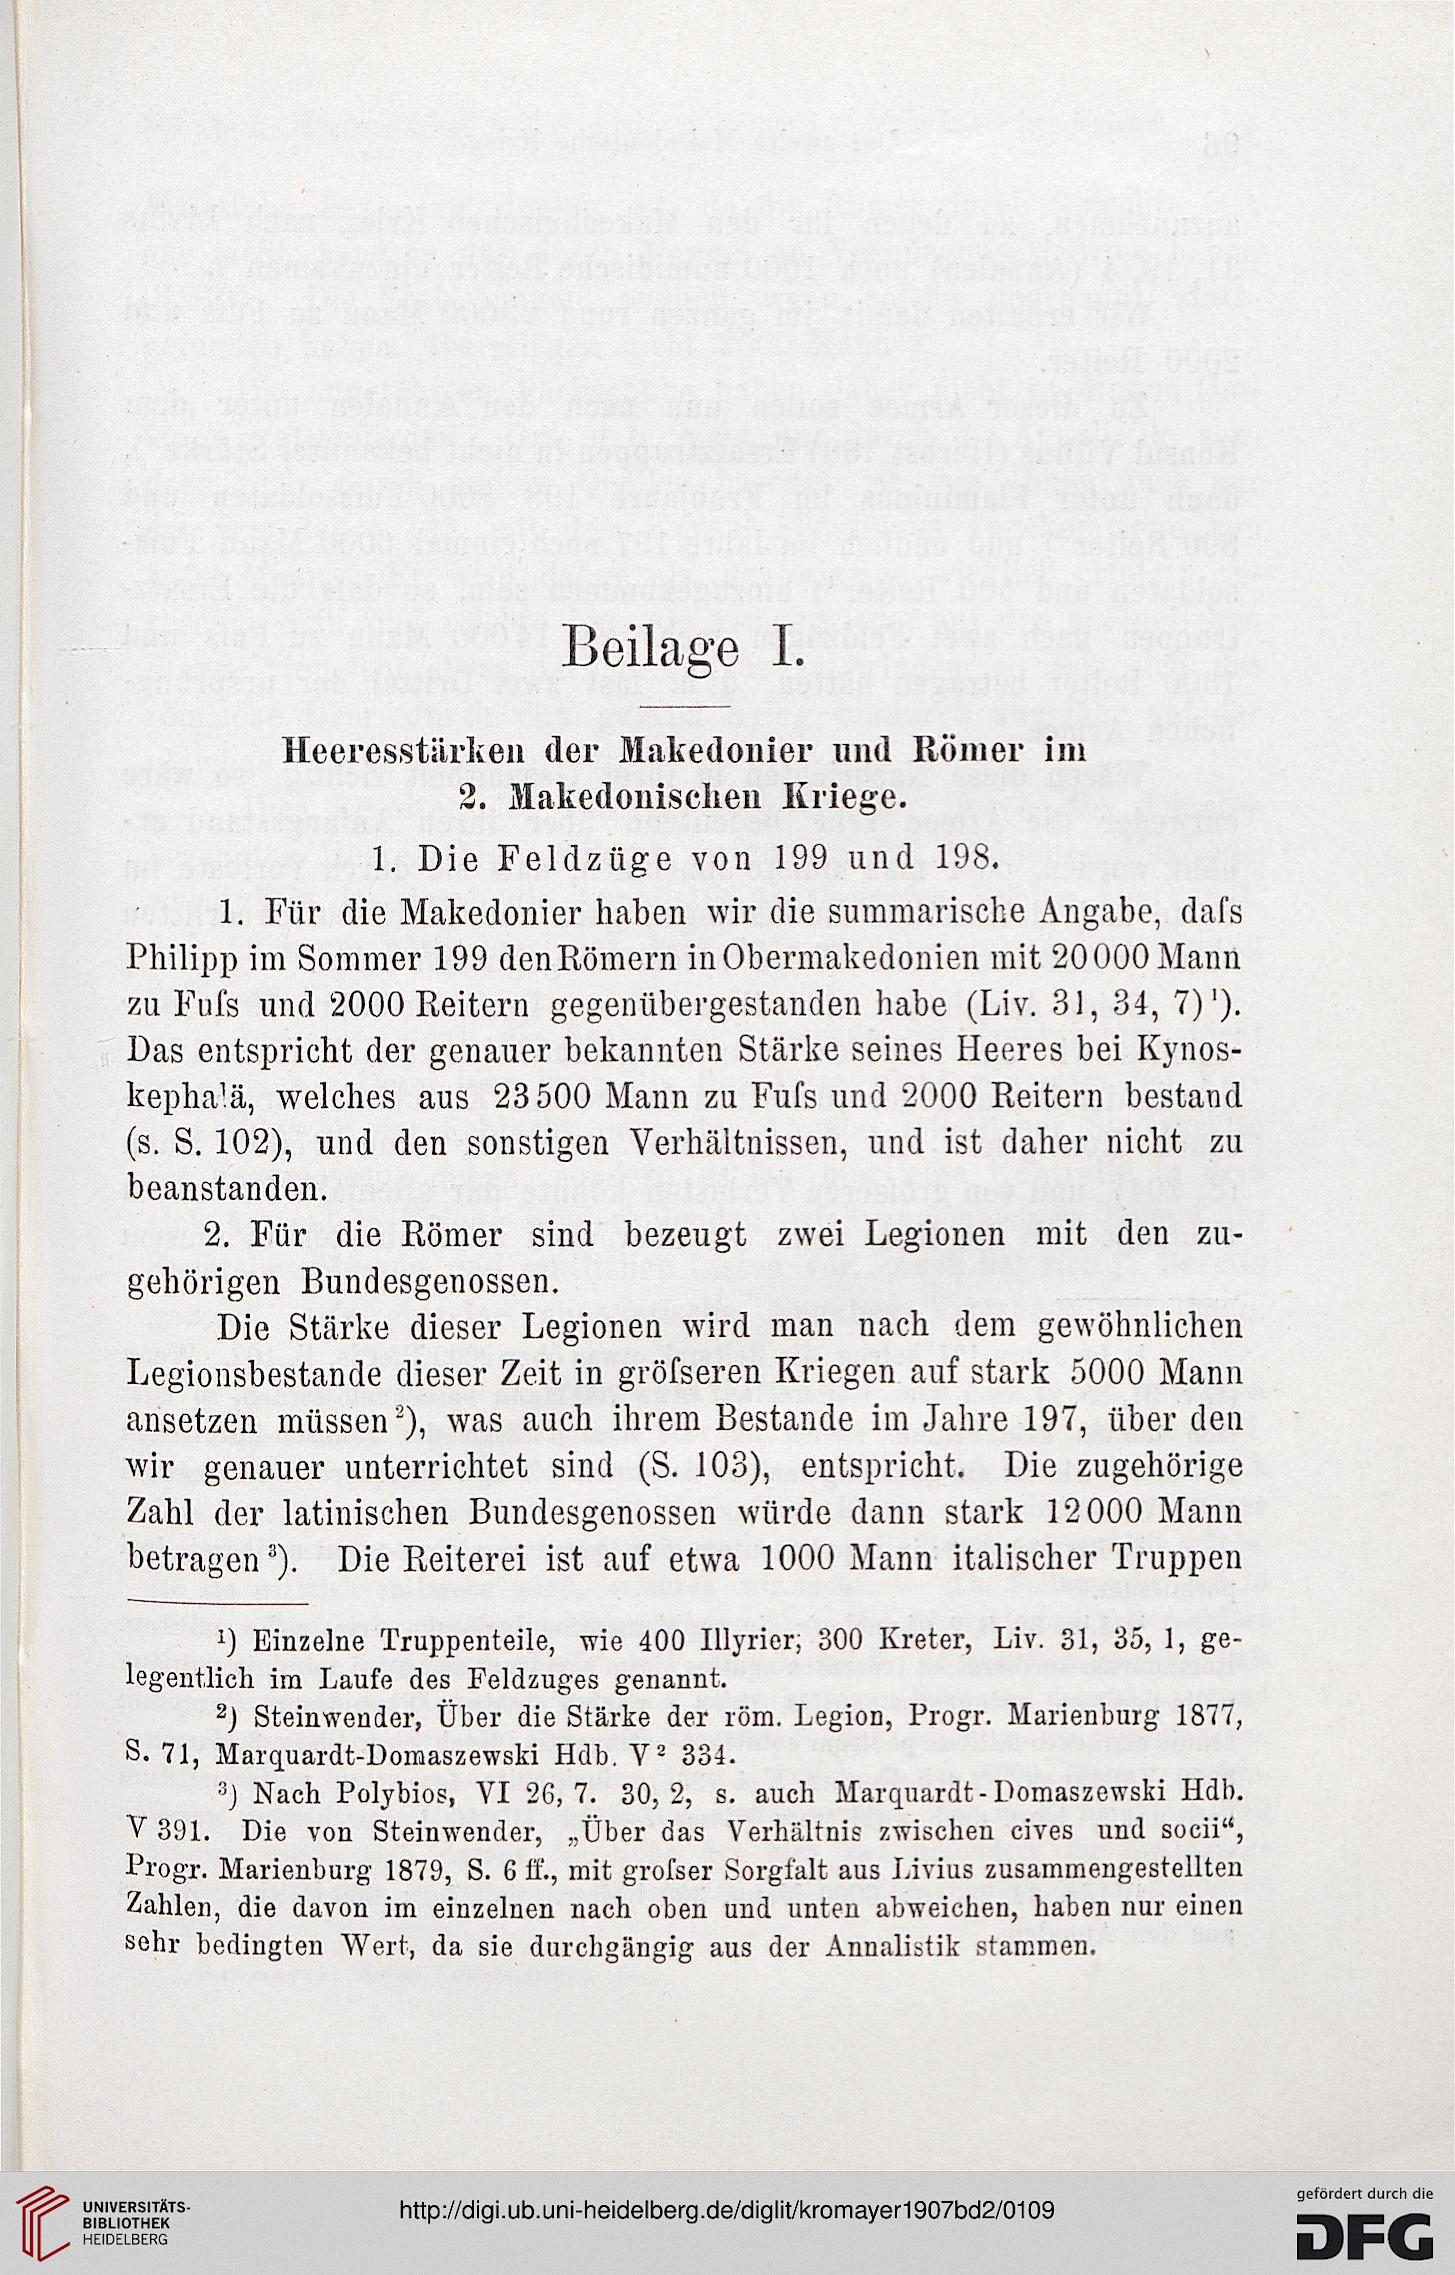 Beilage I.
Heeresstärken der Makedonier und Römer im
2. Makedonischen Kriege.
1. Die Feldzüge von 199 und 198.
1. Für die Makedonier haben wir die summarische Angabe, daſs
Philipp im Sommer 199 den Römern in Obermakedonien mit 20000 Mann
zu Fuſs und 2000 Reitern gegenübergestanden habe (Liv. 31, 34, 7)¹).
Das entspricht der genauer bekannten Stärke seines Heeres bei Kynos-
kephalä, welches aus 23500 Mann zu Fuſs und 2000 Reitern bestand
(s. S. 102), und den sonstigen Verhältnissen, und ist daher nicht zu
beanstanden.
2. Für die Römer sind bezeugt zwei Legionen mit den zu-
gehörigen Bundesgenossen.
Die Stärke dieser Legionen wird man nach dem gewöhnlichen
Legionsbestande dieser Zeit in gröſseren Kriegen auf stark 5000 Mann
ansetzen müssen²), was auch ihrem Bestande im Jahre 197, über den
wir genauer unterrichtet sind (S. 103), entspricht. Die zugehörige
Zahl der latinischen Bundesgenossen würde dann stark 12000 Mann
betragen³). Die Reiterei ist auf etwa 1000 Mann italischer Truppen
¹) Einzelne Truppenteile, wie 400 Illyrier; 300 Kreter, Liv. 31, 35, 1, ge-
legentlich im Laufe des Feldzuges genannt.
²) Steinwender, Über die Stärke der röm. Legion, Progr. Marienburg 1877,
S. 71, Marquardt-Domaszewski Hdb. V² 334.
³) Nach Polybios, VI 26, 7. 30, 2, s. auch Marquardt-Domaszewski Hdb.
V 391. Die von Steinwender, „Über das Verhältnis zwischen cives und socii“,
Progr. Marienburg 1879, S. 6 ff., mit groſser Sorgfalt aus Livius zusammengestellten
Zahlen, die davon im einzelnen nach oben und unten abweichen, haben nur einen
sehr bedingten Wert, da sie durchgängig aus der Annalistik stammen.
UNIVERSITÄTS-
BIBLIOTHEK
HEIDELBERG
http://digi.ub.uni-heidelberg.de/diglit/kromayer1907bd2/0109
gefördert durch die
DFG